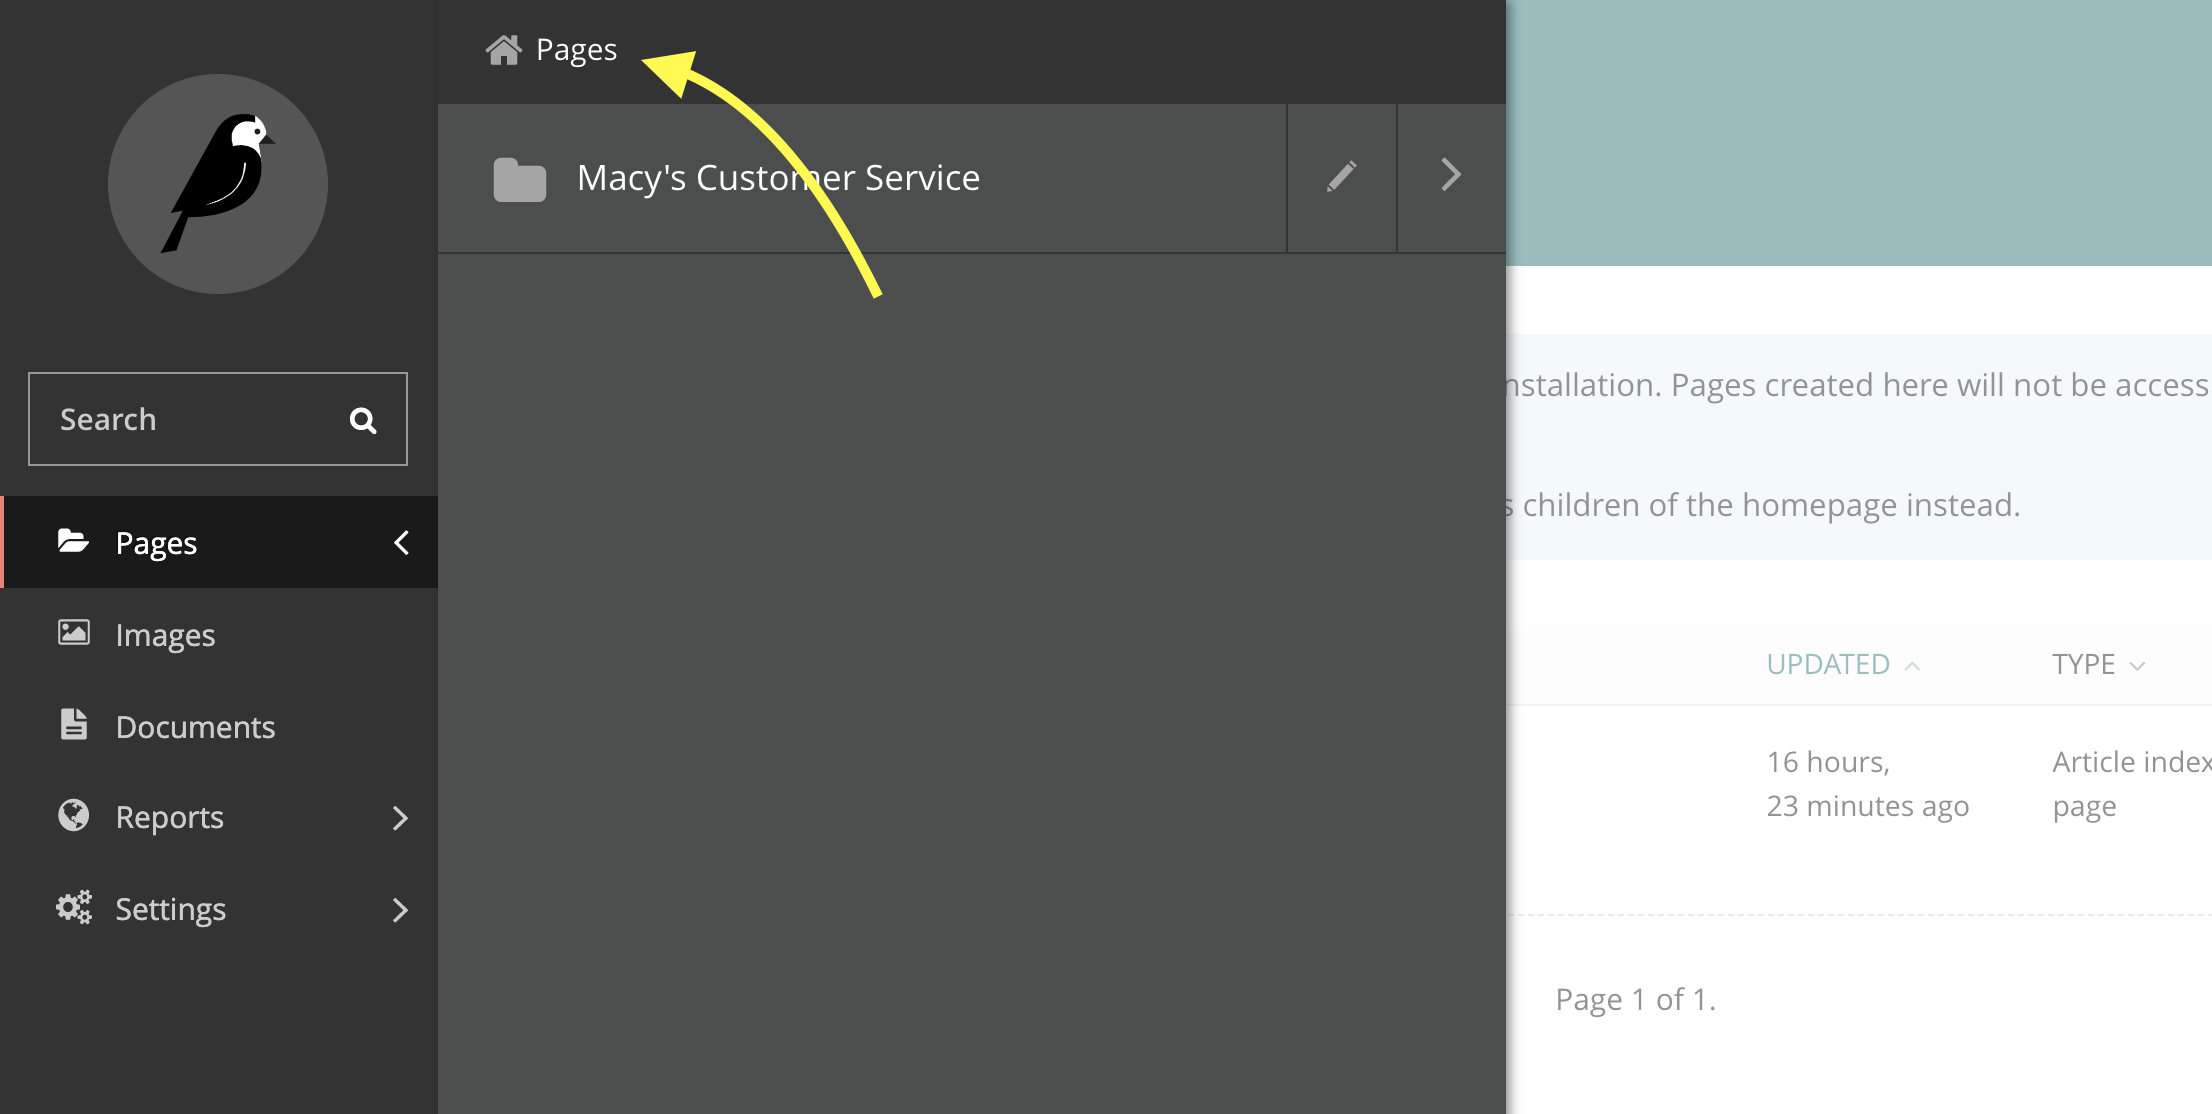 Pages
Macy's Customer Service
Search
Pages
Images
Documents
Reports
Settings
nstallation. Pages created here will not be access
s children of the homepage instead.
UPDATED TYPE
16 hours, Article index
23 minutes ago page
Page 1 of 1.